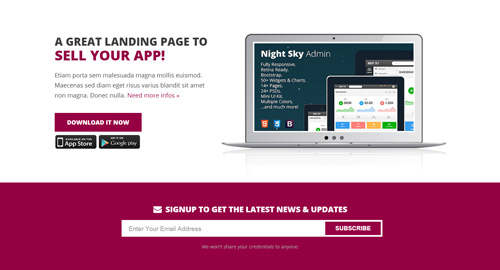 A GREAT LANDING PAGE TO
SELL YOUR APP!
Etiam porta sem malesuada magna mollis euismod.
Maecenas sed diam eget risus varius blandit sit amet
non magna. Donec nulla. Need more infos »
DOWNLOAD IT NOW
AVAILABLE ON THE
App Store
GET IT ON
Google play
Night Sky Admin
Fully Responsive,
Retina Ready,
Bootstrap,
50+ Widgets & Charts,
14+ Pages,
24+ PSDs,
Mini UI Kit,
Multiple Colors,
...and much more!
SIGNUP TO GET THE LATEST NEWS & UPDATES
Enter Your Email Address
SUBSCRIBE
We won't share your credentials to anyone.